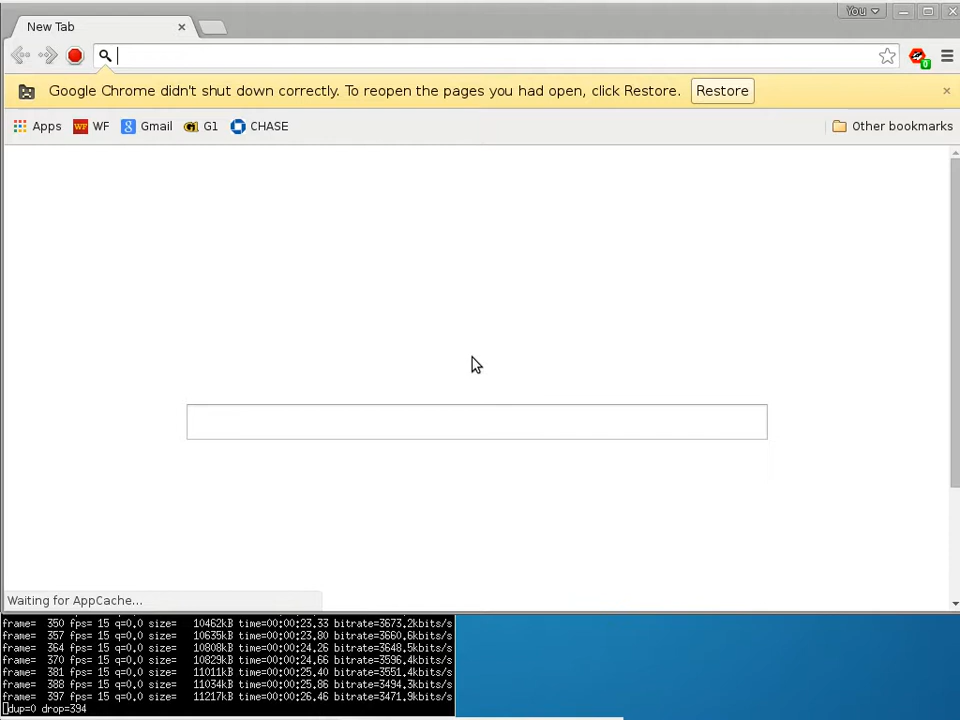 You
New Tab
0
Google Chrome didn't shut down correctly. To reopen the pages you had open, click Restore. Restore
Apps WF WF 8 Gmail G1 G1 CHASE Other bookmarks
Waiting for AppCache...
frame= 350 fps= 15 q=0.0 size= 10462kB time=00:00:23.33 bitrate=3673.2kbits/s
frame= 357 fps= 15 q=0.0 size= 10635kB time=00:00:23.80 bitrate=3660.6kbits/s
frame= 364 fps= 15 q=0.0 size= 10808kB time=00:00:24.26 bitrate=3648.5kbits/s
frame= 370 fps= 15 q=0.0 size= 10829kB time=00:00:24.66 bitrate=3596.4kbits/s
frame= 381 fps= 15 q=0.0 size= 11011kB time=00:00:25.40 bitrate=3551.4kbits/s
frame= 388 fps= 15 q=0.0 size= 11034kB time=00:00:25.86 bitrate=3494.3kbits/s
frame= 397 fps= 15 q=0.0 size= 11217kB time=00:00:26.46 bitrate=3471.9kbits/s
dup=0 drop=394